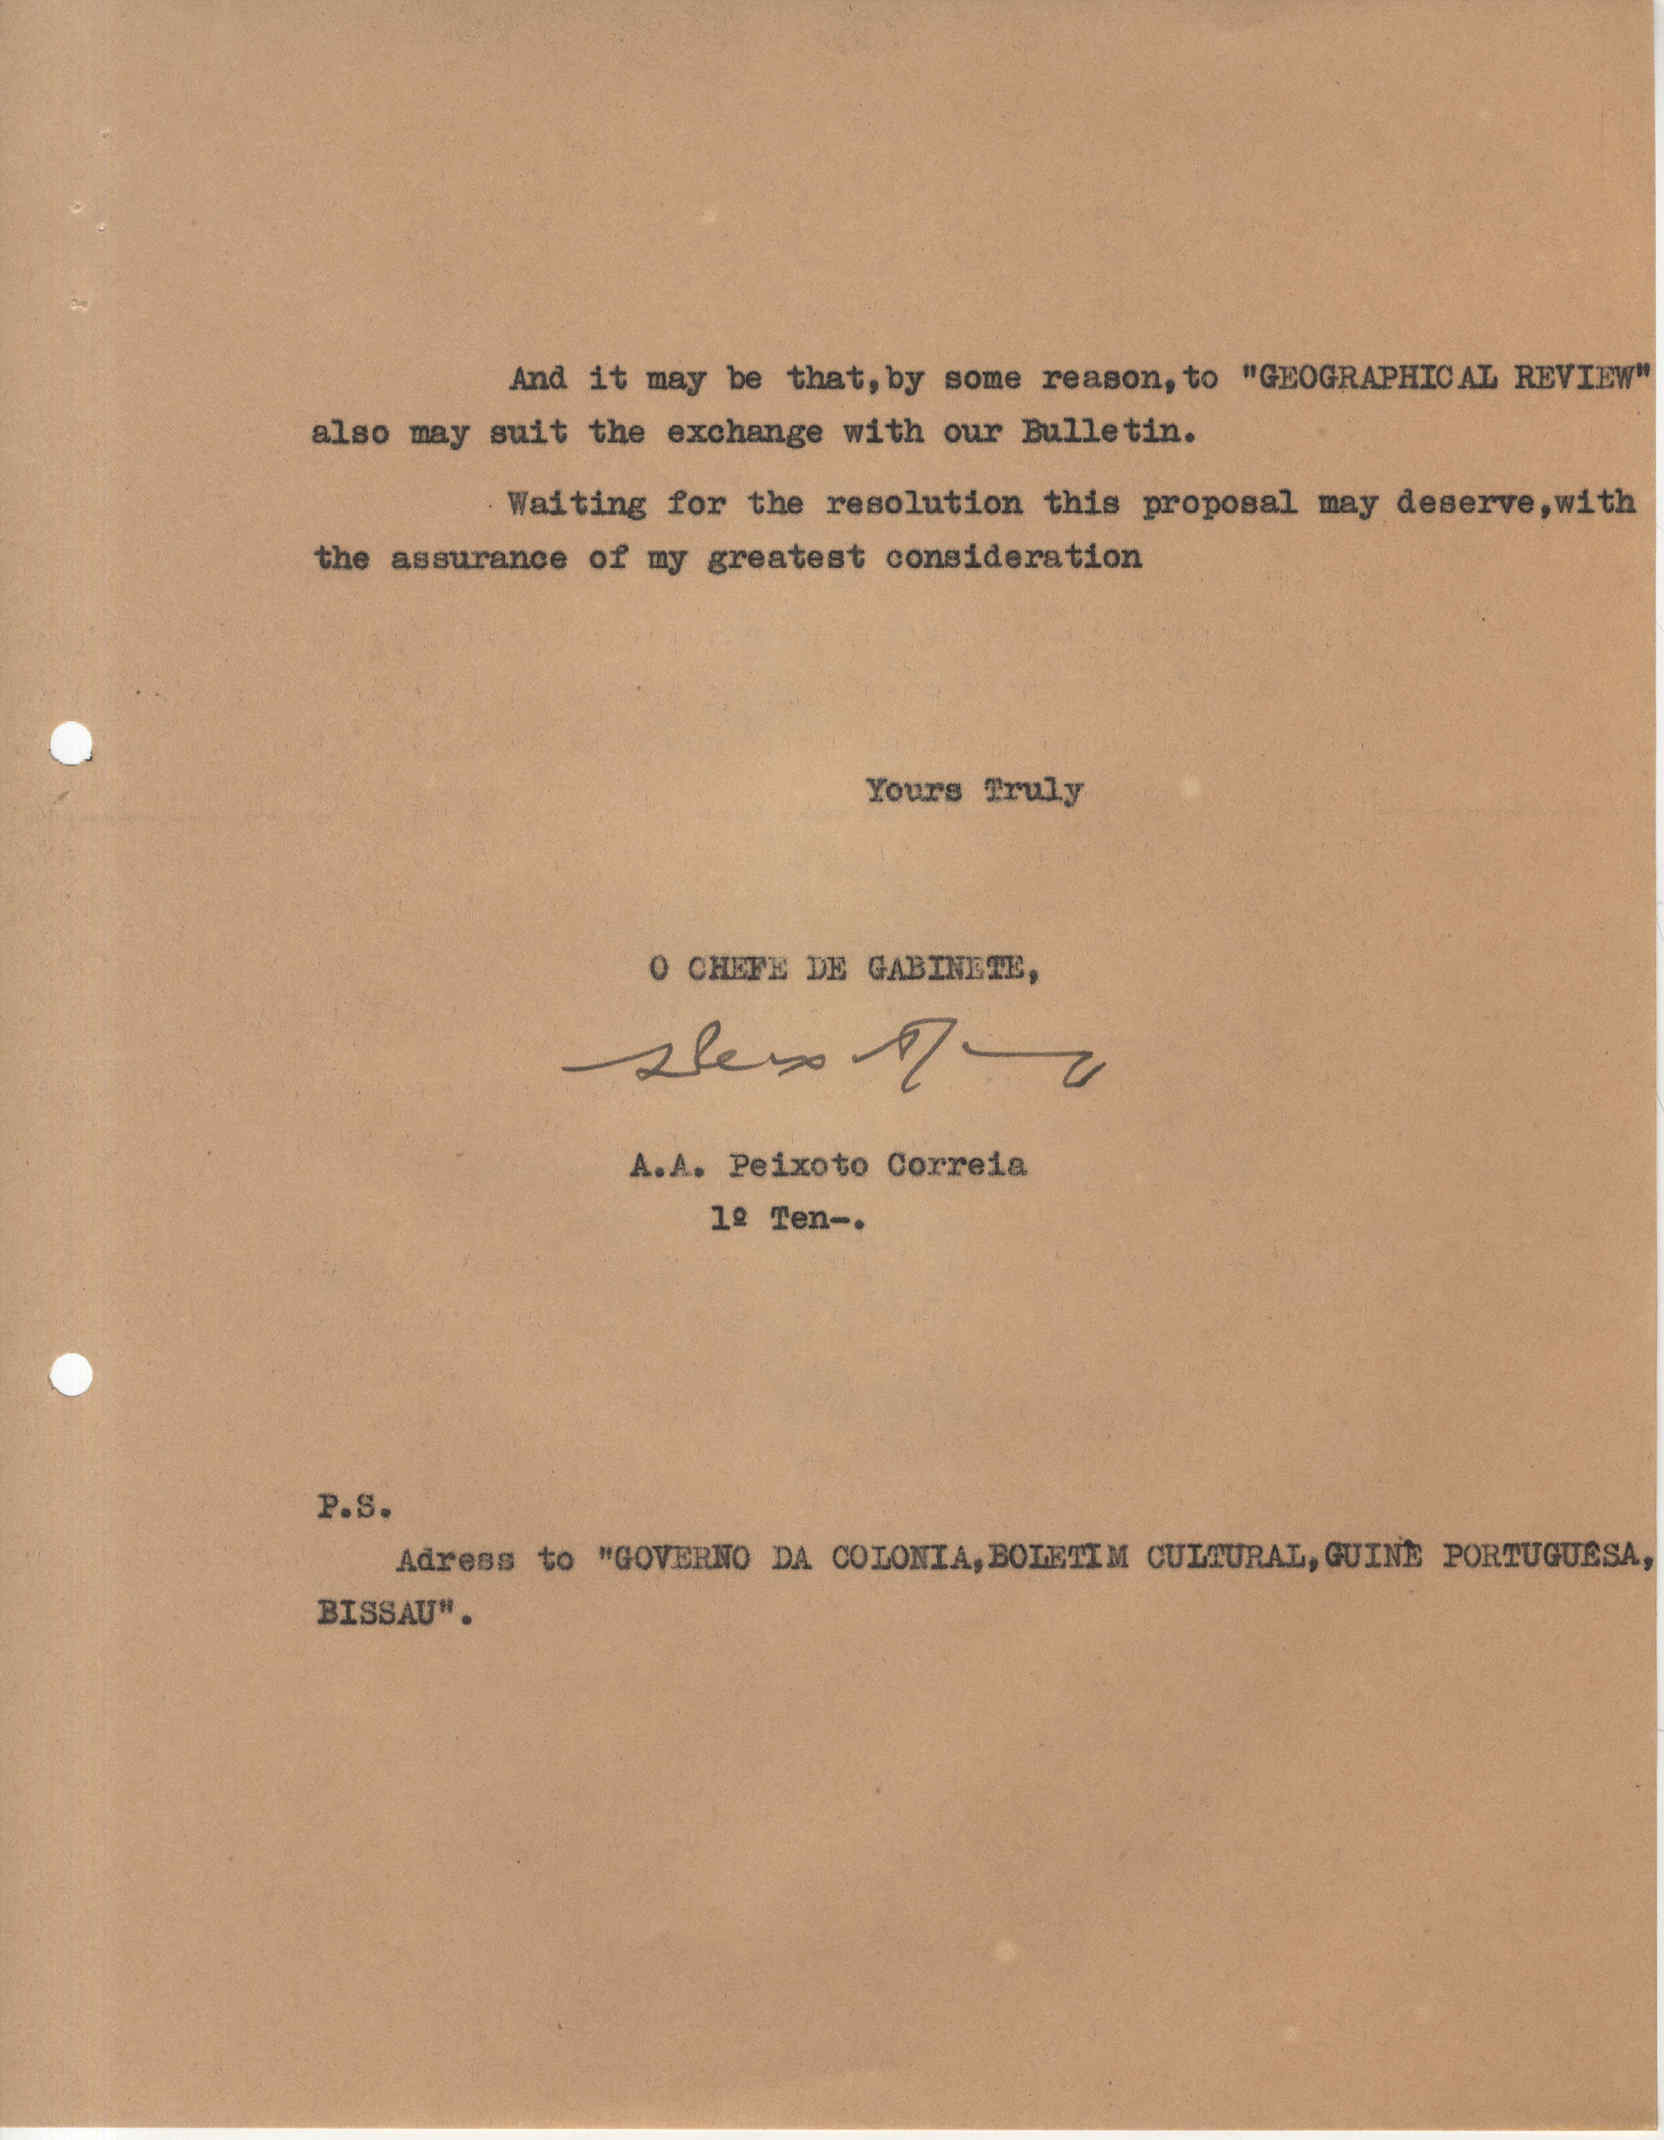 And it may be that,by some reason,to "GEOGRAPHICAL REVIEW"
also may suit the exchange with our Bulletin.
Waiting for the resolution this proposal may deserve,with
the assurance of my greatest consideration
Yours Truly
O CHEFE DE GABINETE,
A.A. Peixoto Correia
1º Ten-.
P.S.
Adress to "GOVERNO DA COLONIA,BOLETIM CULTURAL,GUINÈ PORTUGUÊSA,
BISSAU".